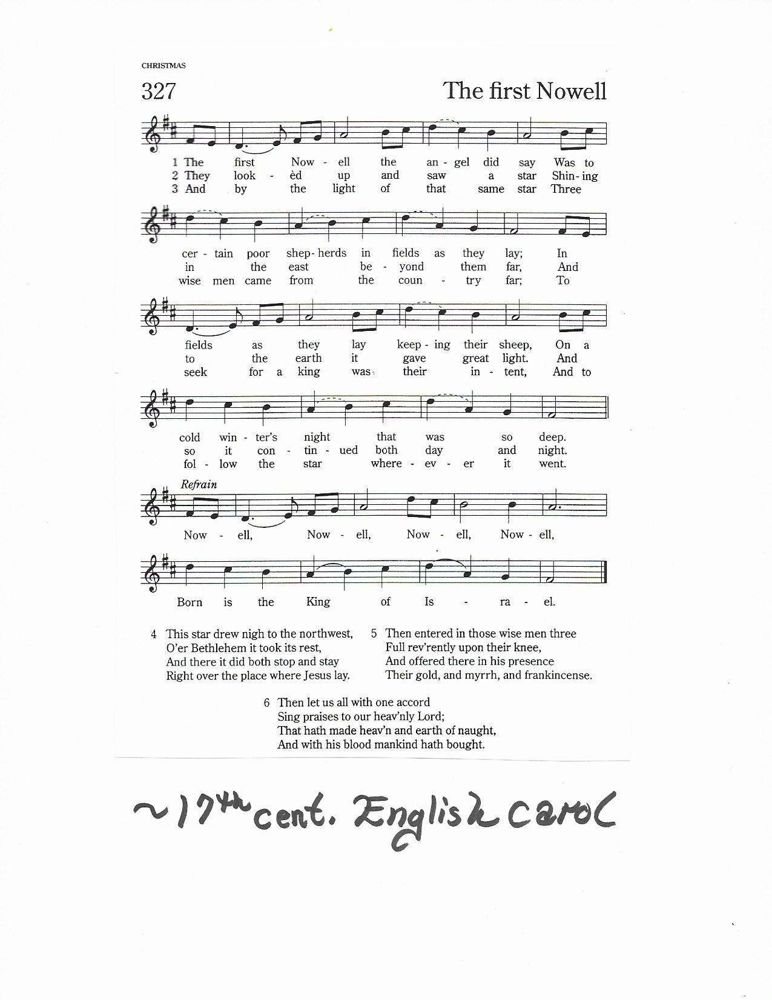 CHRISTMAS
327 The first Nowell
1 The first Now - ell the an - gel did say Was to
2 They look - èd up and saw a star Shin - ing
3 And by the light of that same star Three
cer - tain poor shep - herds in fields as they lay; In
in the east be - yond them far, And
wise men came from the coun - try far; To
fields as they lay keep - ing their sheep, On a
to the earth it gave great light. And
seek for a king was their in - tent, And to
cold win - ter's night that was so deep.
so it con - tin - ued both day and night.
fol - low the star where - ev - er it went.
Refrain
Now - ell, Now - ell, Now - ell, Now - ell,
Born is the King of Is - ra - el.
4 This star drew nigh to the northwest,
O'er Bethlehem it took its rest,
And there it did both stop and stay
Right over the place where Jesus lay.
5 Then entered in those wise men three
Full rev'rently upon their knee,
And offered there in his presence
Their gold, and myrrh, and frankincense.
6 Then let us all with one accord
Sing praises to our heav'nly Lord;
That hath made heav'n and earth of naught,
And with his blood mankind hath bought.
~17th cent. English carol